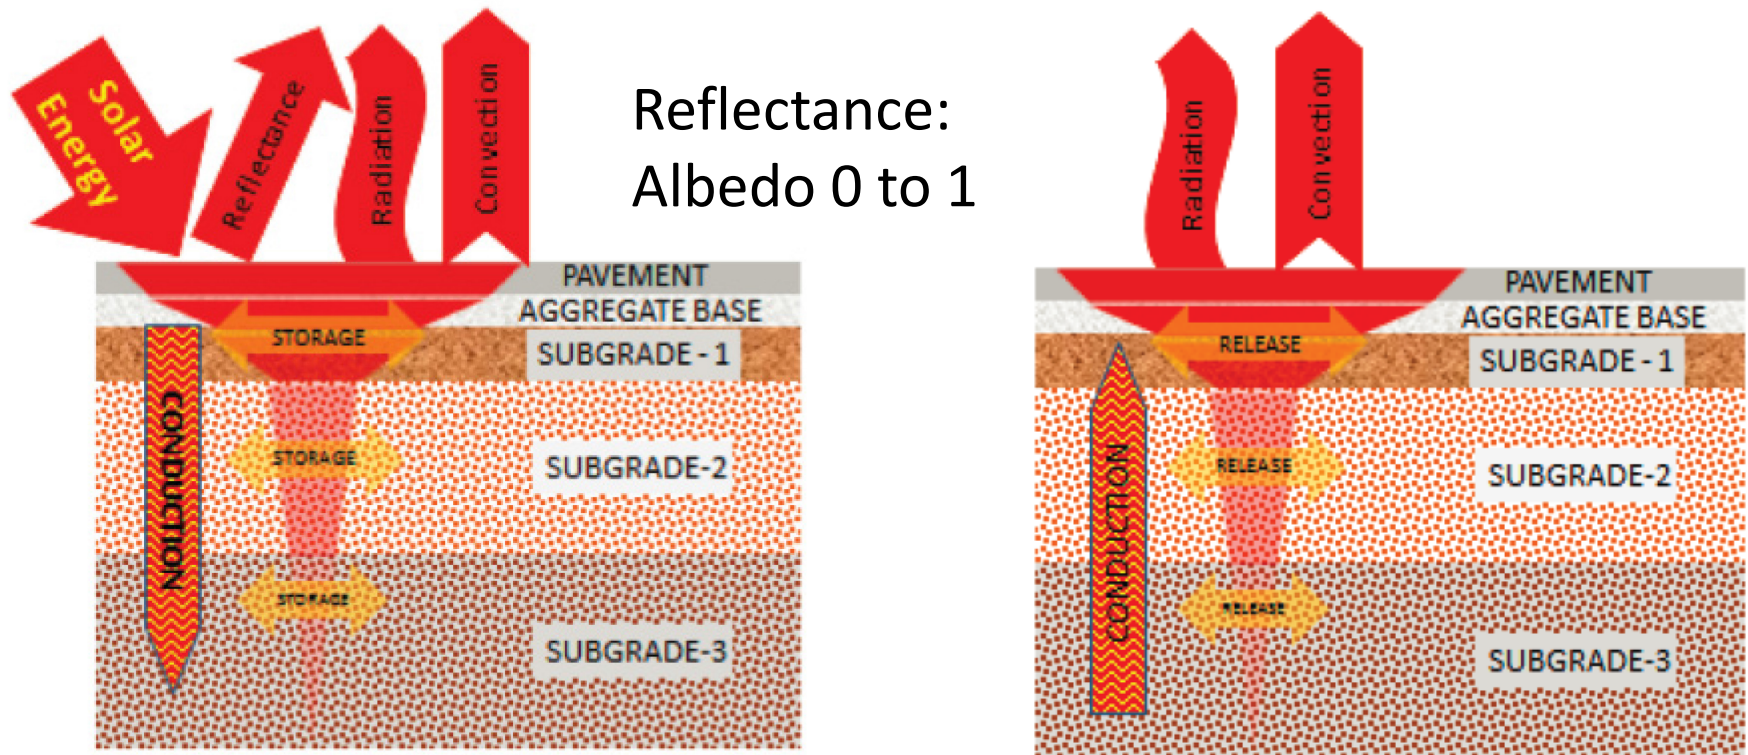 Solar
Energy
Reflectance
Radiation
Convection
Reflectance:
Albedo 0 to 1
PAVEMENT
AGGREGATE BASE
STORAGE
SUBGRADE - 1
CONDUCTION
STORAGE
SUBGRADE-2
STORAGE
SUBGRADE-3
Radiation
Convection
PAVEMENT
AGGREGATE BASE
RELEASE
SUBGRADE - 1
CONDUCTION
RELEASE
SUBGRADE-2
RELEASE
SUBGRADE-3